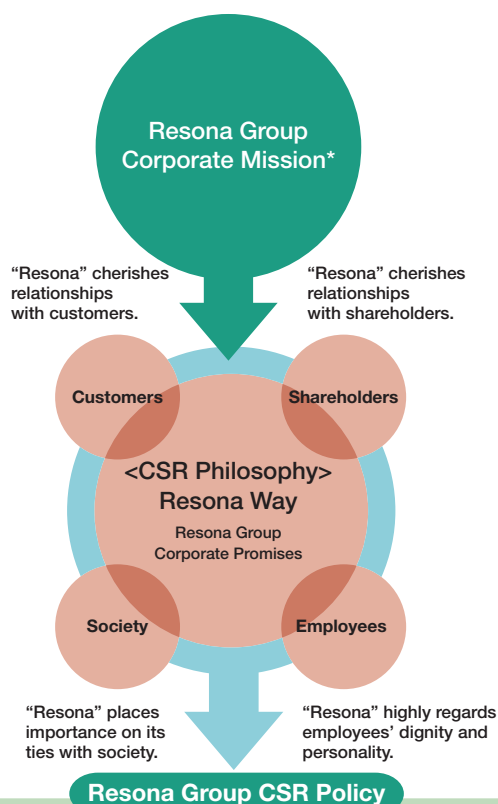 Resona Group
Corporate Mission*
“Resona” cherishes
relationships
with customers.
“Resona” cherishes
relationships
with shareholders.
Customers
Shareholders
<CSR Philosophy>
Resona Way
Resona Group
Corporate Promises
Society
Employees
“Resona” places
importance on its
ties with society.
“Resona” highly regards
employees’ dignity and
personality.
Resona Group CSR Policy